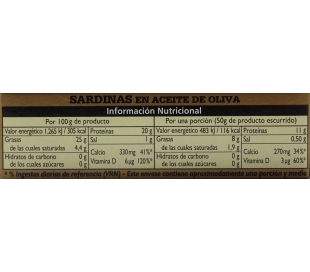 SARDINAS EN ACEITE DE OLIVA
Información Nutricional
Por 100g de producto
Valor energético 1.265 kJ / 305 kcal
Grasas 25 g
de las cuales saturadas 4,4 g
Hidratos de carbono 0 g
de los cuales azúcares 0 g
Proteínas 20 g
Sal 1 g
Calcio 330mg 41%*
Vitamina D 6 µg 120%*
Por una porción (50g de producto escurrido)
Valor energético 483 kJ / 116 kcal
Grasas 8 g
de las cuales saturadas 1,9 g
Hidratos de carbono 0 g
de los cuales azúcares 0 g
Proteínas 11 g
Sal 0,50 g
Calcio 270mg 34%*
Vitamina D 3 µg 60%*
* % Ingestas diarias de referencia (VRN) - Este envase contiene aproximadamente una porción y media